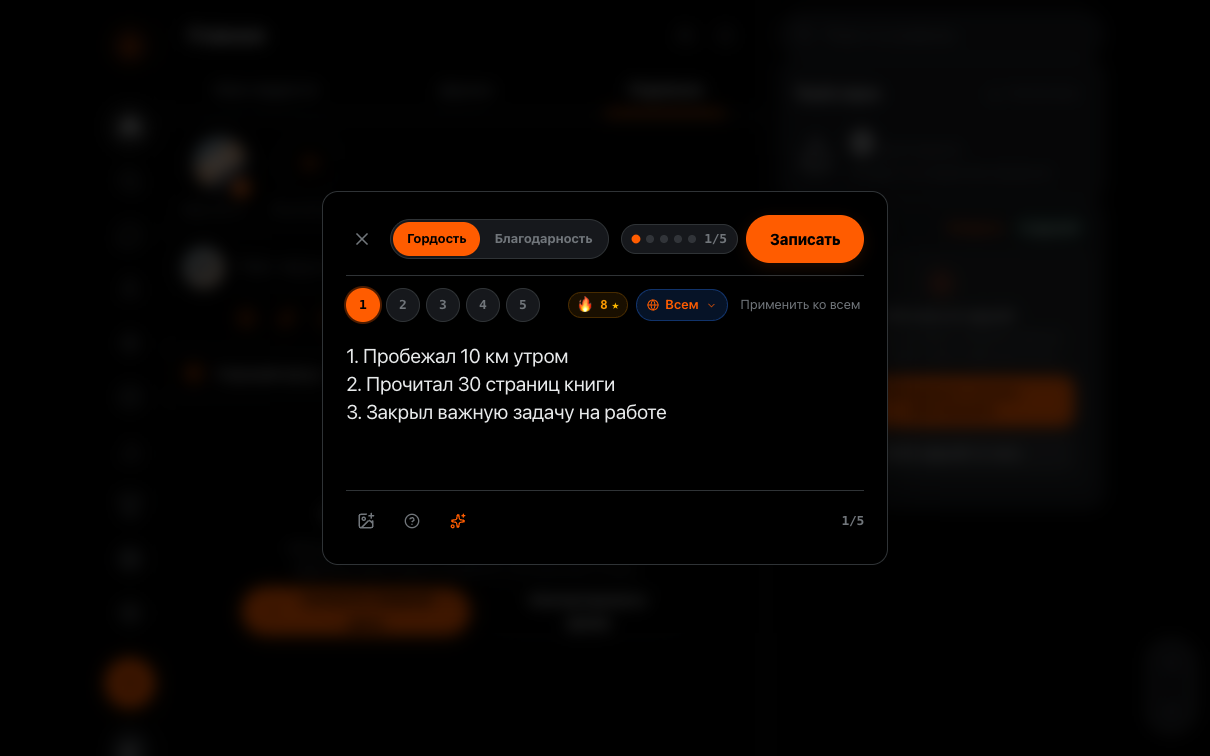 Гордость Благодарность 1/5 Записать
1 2 3 4 5 8 ★ Всем Применить ко всем
1. Пробежал 10 км утром
2. Прочитал 30 страниц книги
3. Закрыл важную задачу на работе
1/5